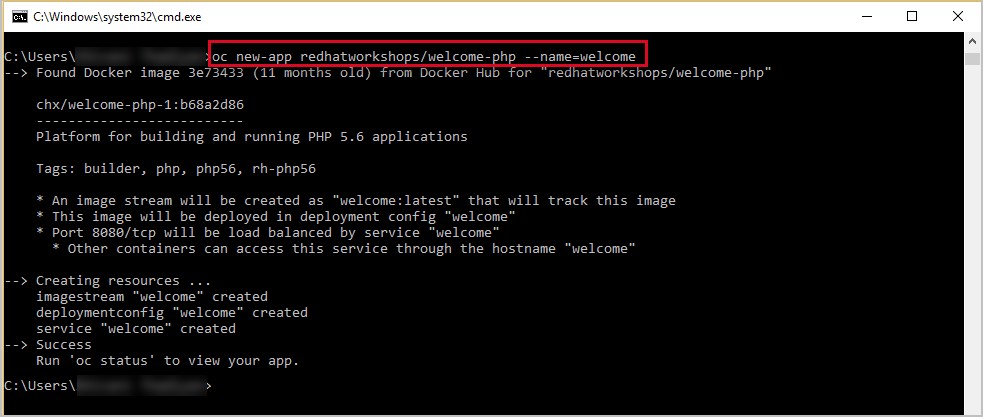 C:\Windows\system32\cmd.exe
C:\Users\ >oc new-app redhatworkshops/welcome-php --name=welcome
--> Found Docker image 3e73433 (11 months old) from Docker Hub for "redhatworkshops/welcome-php"
chx/welcome-php-1:b68a2d86
--------------------------
Platform for building and running PHP 5.6 applications
Tags: builder, php, php56, rh-php56
* An image stream will be created as "welcome:latest" that will track this image
* This image will be deployed in deployment config "welcome"
* Port 8080/tcp will be load balanced by service "welcome"
* Other containers can access this service through the hostname "welcome"
--> Creating resources ...
imagestream "welcome" created
deploymentconfig "welcome" created
service "welcome" created
--> Success
Run 'oc status' to view your app.
C:\Users\ >